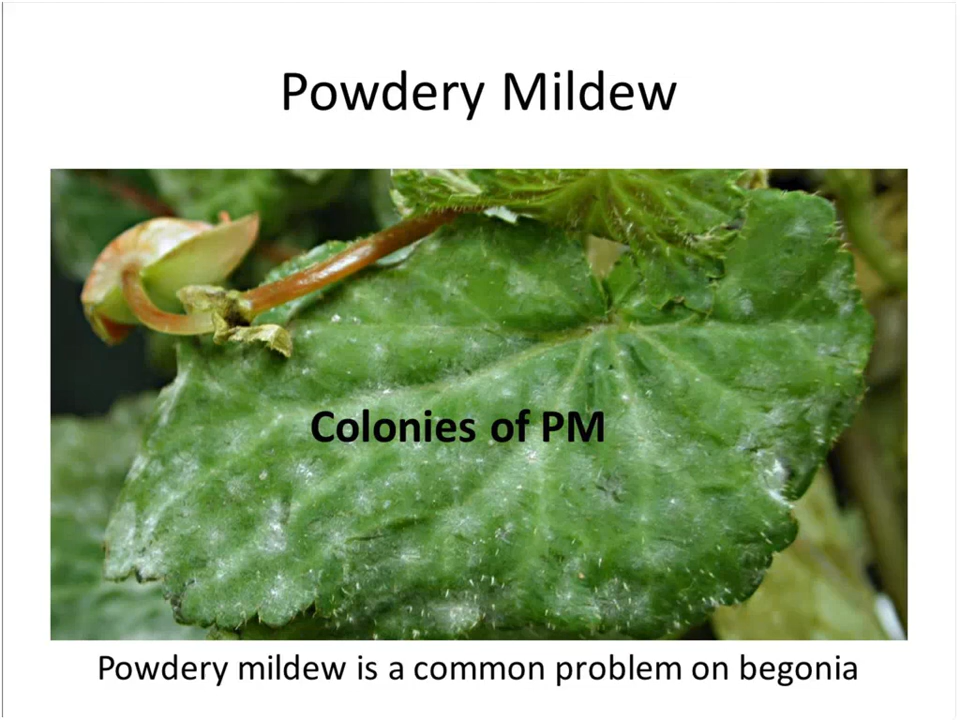 Powdery Mildew
Colonies of PM
Powdery mildew is a common problem on begonia